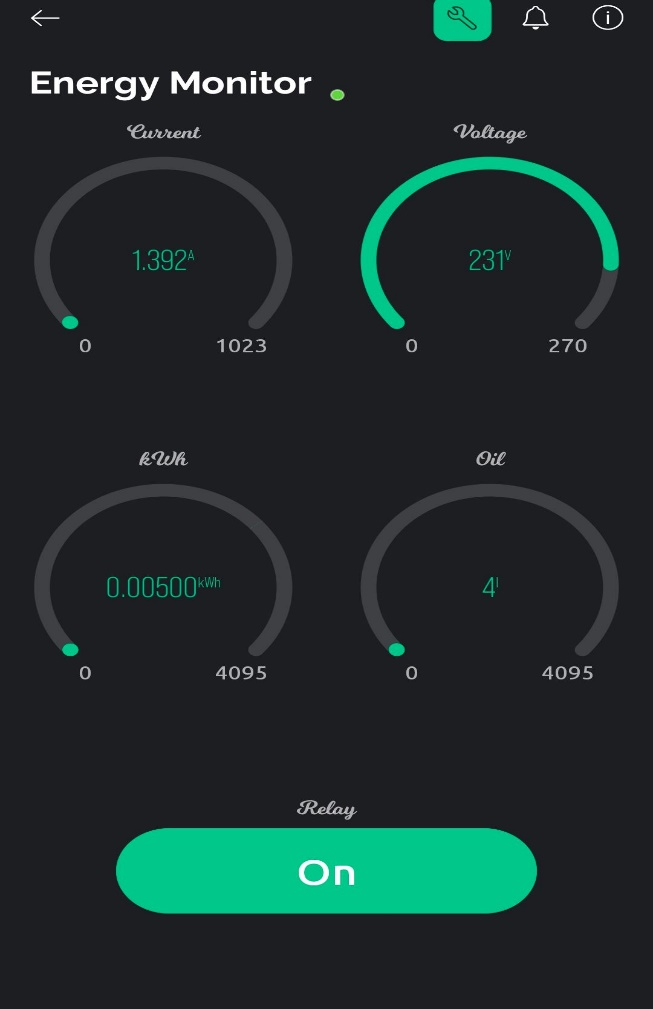 Energy Monitor
Current Voltage
1.392A 231V
0 1023 0 270
kWh Oil
0.00500kWh 4l
0 4095 0 4095
Relay
On